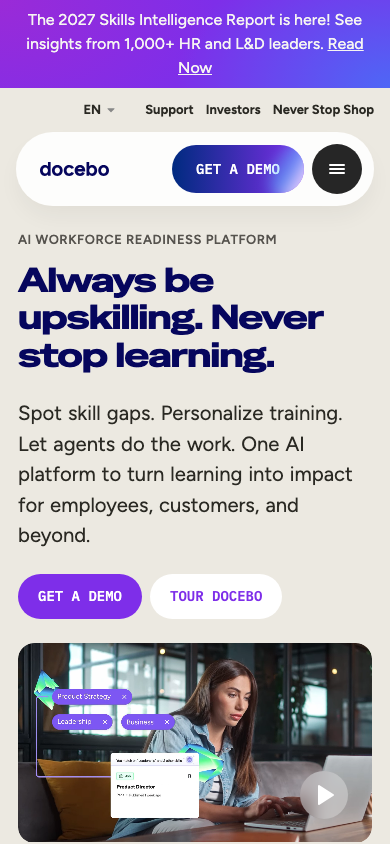 The 2027 Skills Intelligence Report is here! See
insights from 1,000+ HR and L&D leaders. Read
Now
EN Support Investors Never Stop Shop
docebo GET A DEMO
AI WORKFORCE READINESS PLATFORM
Always be
upskilling. Never
stop learning.
Spot skill gaps. Personalize training.
Let agents do the work. One AI
platform to turn learning into impact
for employees, customers, and
beyond.
GET A DEMO TOUR DOCEBO
Product Strategy
Leadership Business
Product Director